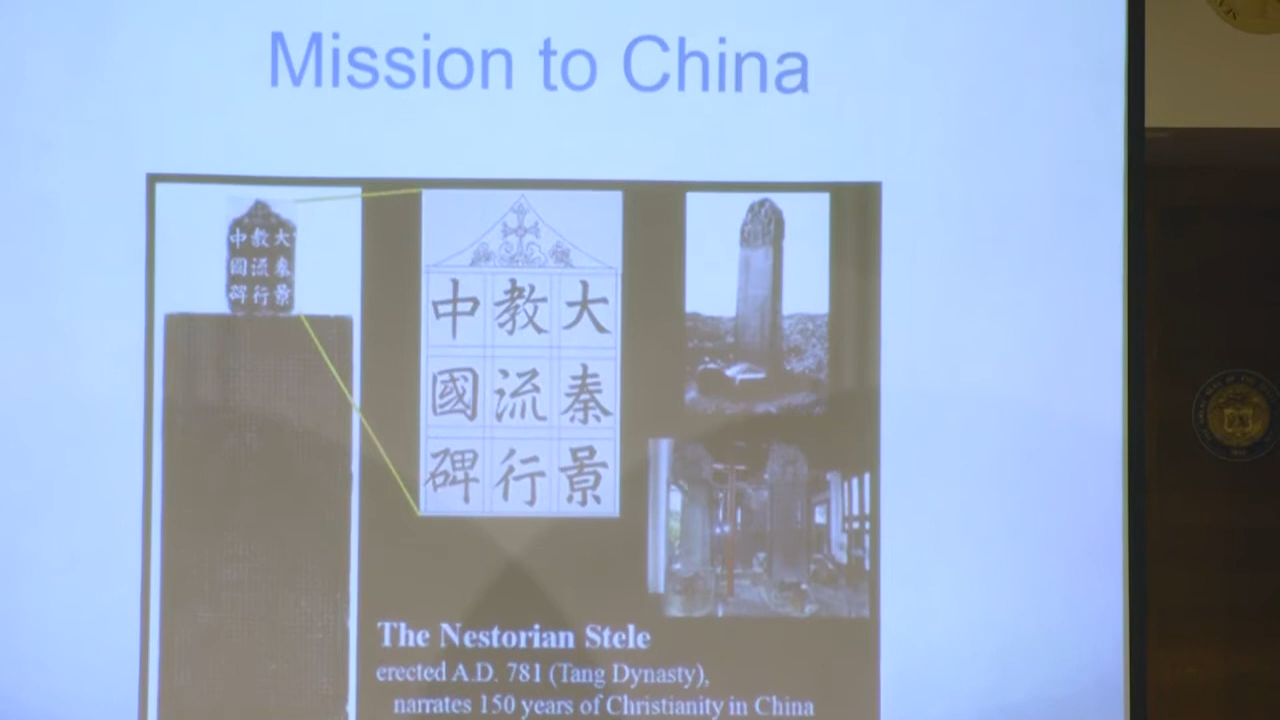 Mission to China
大秦景
教流行
中國碑
大秦景
教流行
中國碑
The Nestorian Stele
erected A.D. 781 (Tang Dynasty),
narrates 150 years of Christianity in China